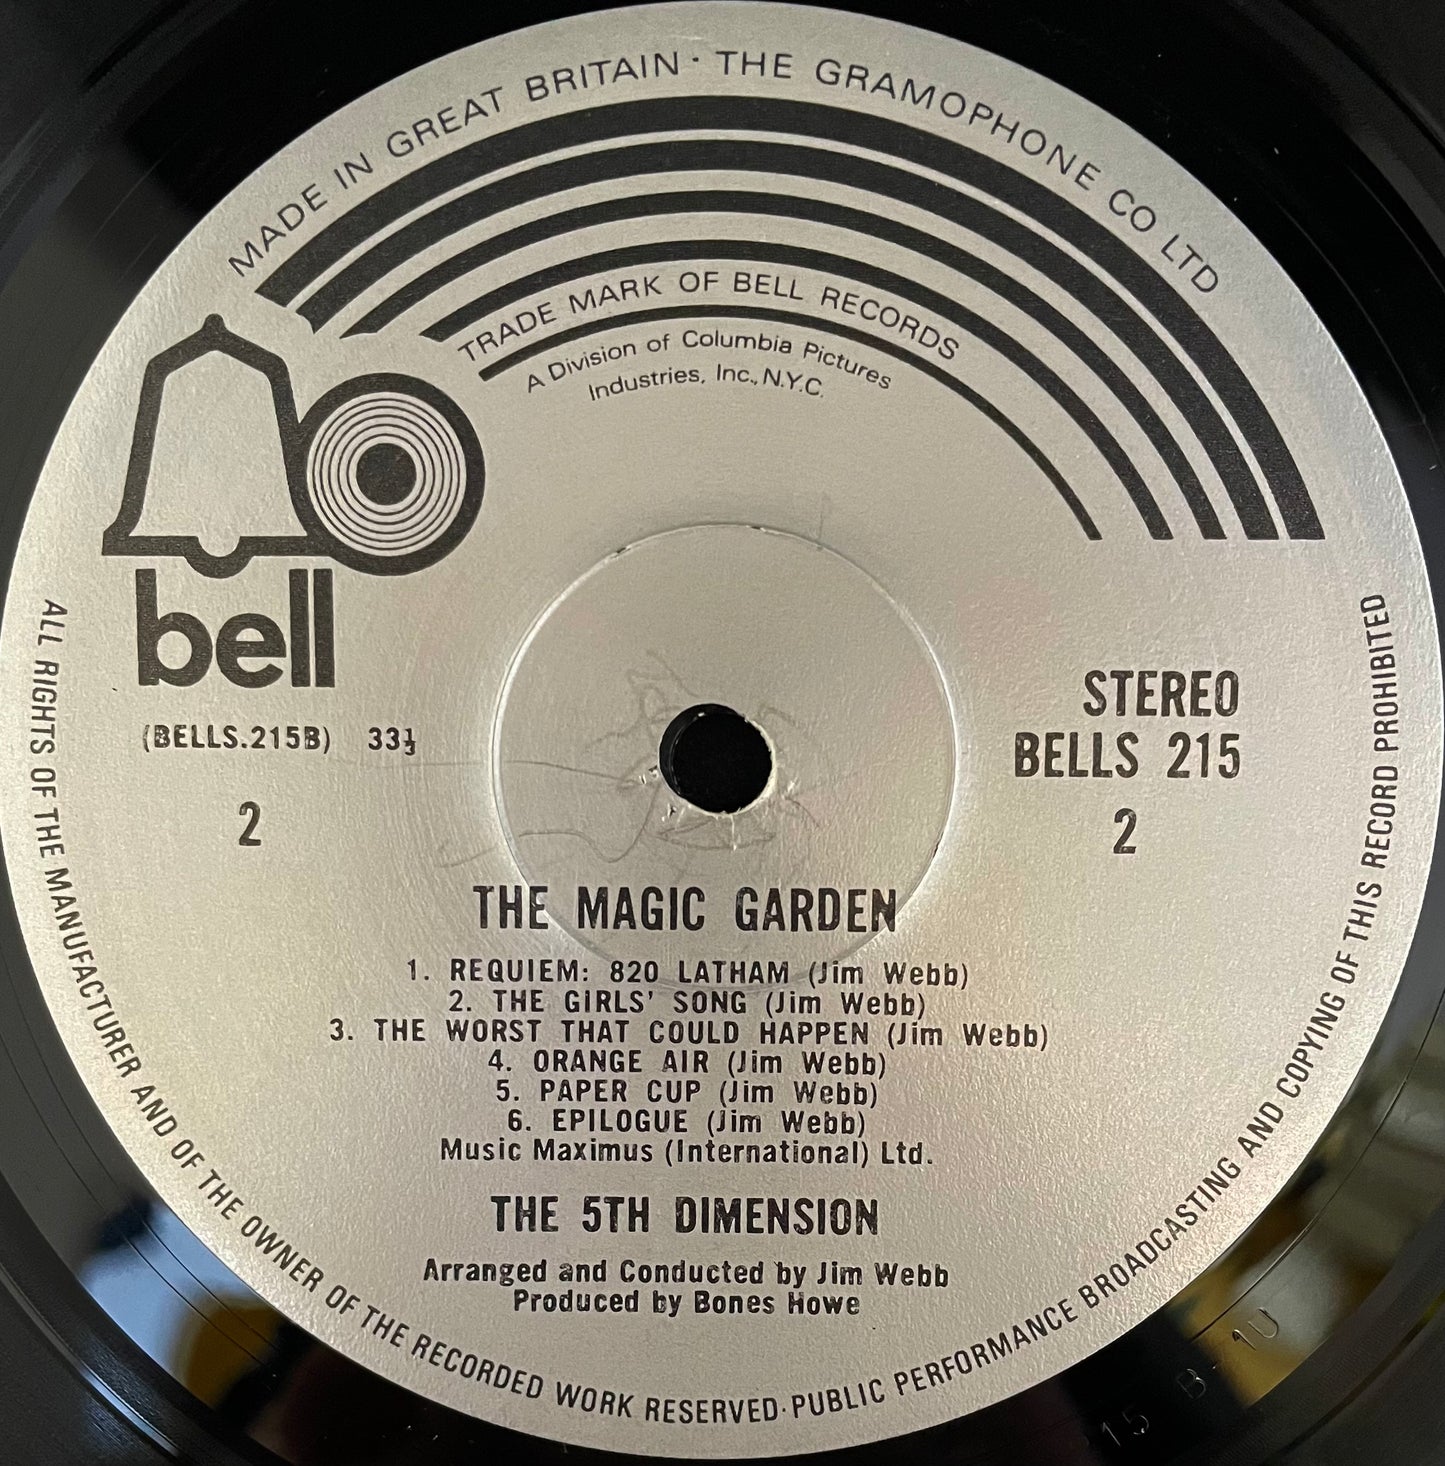 MADE IN GREAT BRITAIN · THE GRAMOPHONE CO LTD
TRADE MARK OF BELL RECORDS
A Division of Columbia Pictures
Industries, Inc., N.Y.C.
bell
STEREO
(BELLS.215B) 33⅓
BELLS 215
2
2
THE MAGIC GARDEN
1. REQUIEM: 820 LATHAM (Jim Webb)
2. THE GIRLS' SONG (Jim Webb)
3. THE WORST THAT COULD HAPPEN (Jim Webb)
4. ORANGE AIR (Jim Webb)
5. PAPER CUP (Jim Webb)
6. EPILOGUE (Jim Webb)
Music Maximus (International) Ltd.
THE 5TH DIMENSION
Arranged and Conducted by Jim Webb
Produced by Bones Howe
ALL RIGHTS OF THE MANUFACTURER AND OF THE OWNER OF THE RECORDED WORK RESERVED · PUBLIC PERFORMANCE BROADCASTING AND COPYING OF THIS RECORD PROHIBITED
15 B-1U